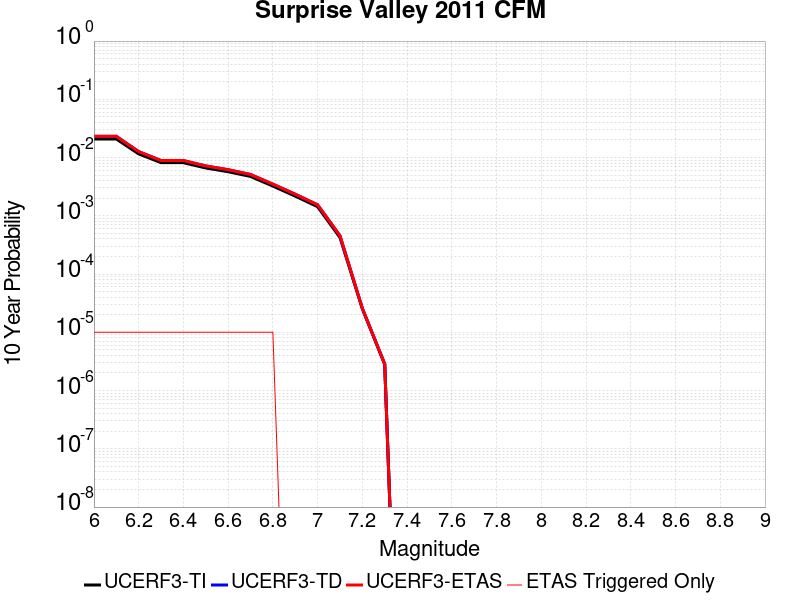 Surprise Valley 2011 CFM
10 0
10 -1
10 -2
10 -3
10 -4
10 -5
10 -6
10 -7
10 -8
10 Year Probability
6 6.2 6.4 6.6 6.8 7 7.2 7.4 7.6 7.8 8 8.2 8.4 8.6 8.8 9
Magnitude
UCERF3-TI UCERF3-TD UCERF3-ETAS ETAS Triggered Only